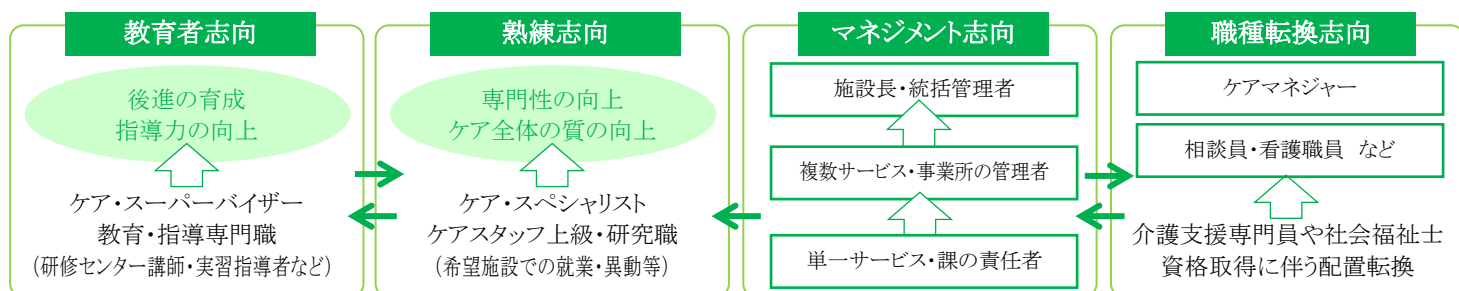 教育者志向
後進の育成
指導力の向上
ケア・スーパーバイザー
教育・指導専門職
（研修センター講師・実習指導者など）
熟練志向
専門性の向上
ケア全体の質の向上
ケア・スペシャリスト
ケアスタッフ上級・研究職
（希望施設での就業・異動等）
マネジメント志向
施設長・統括管理者
複数サービス・事業所の管理者
単一サービス・課の責任者
職種転換志向
ケアマネジャー
相談員・看護職員 など
介護支援専門員や社会福祉士
資格取得に伴う配置転換